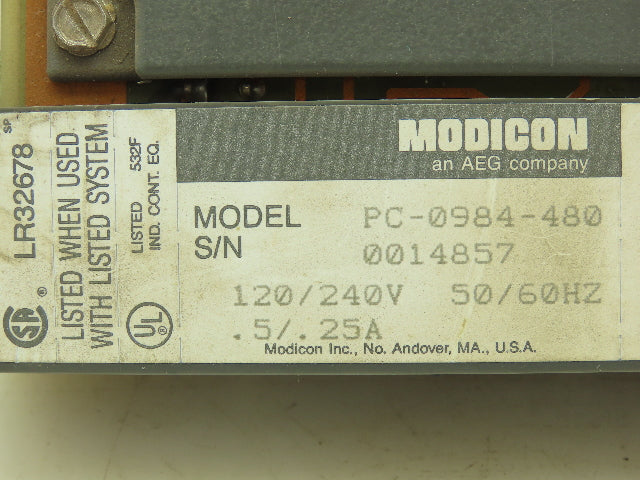 SP
LR32678
SA ®
LISTED WHEN USED
WITH LISTED SYSTEM
LISTED 532F
IND. CONT. EQ.
UL ®
MODICON
an AEG company
MODEL PC-0984-480
S/N 0014857
120/240V 50/60HZ
.5/.25A
Modicon Inc., No. Andover, MA., U.S.A.